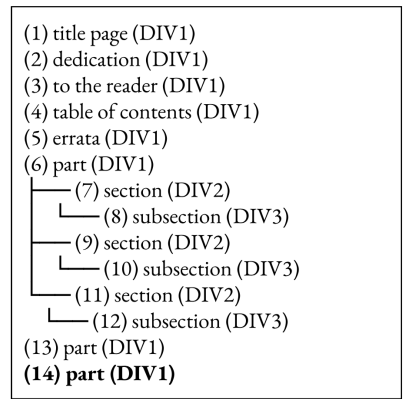 (1) title page (DIV1)
(2) dedication (DIV1)
(3) to the reader (DIV1)
(4) table of contents (DIV1)
(5) errata (DIV1)
(6) part (DIV1)
(7) section (DIV2)
(8) subsection (DIV3)
(9) section (DIV2)
(10) subsection (DIV3)
(11) section (DIV2)
(12) subsection (DIV3)
(13) part (DIV1)
(14) part (DIV1)